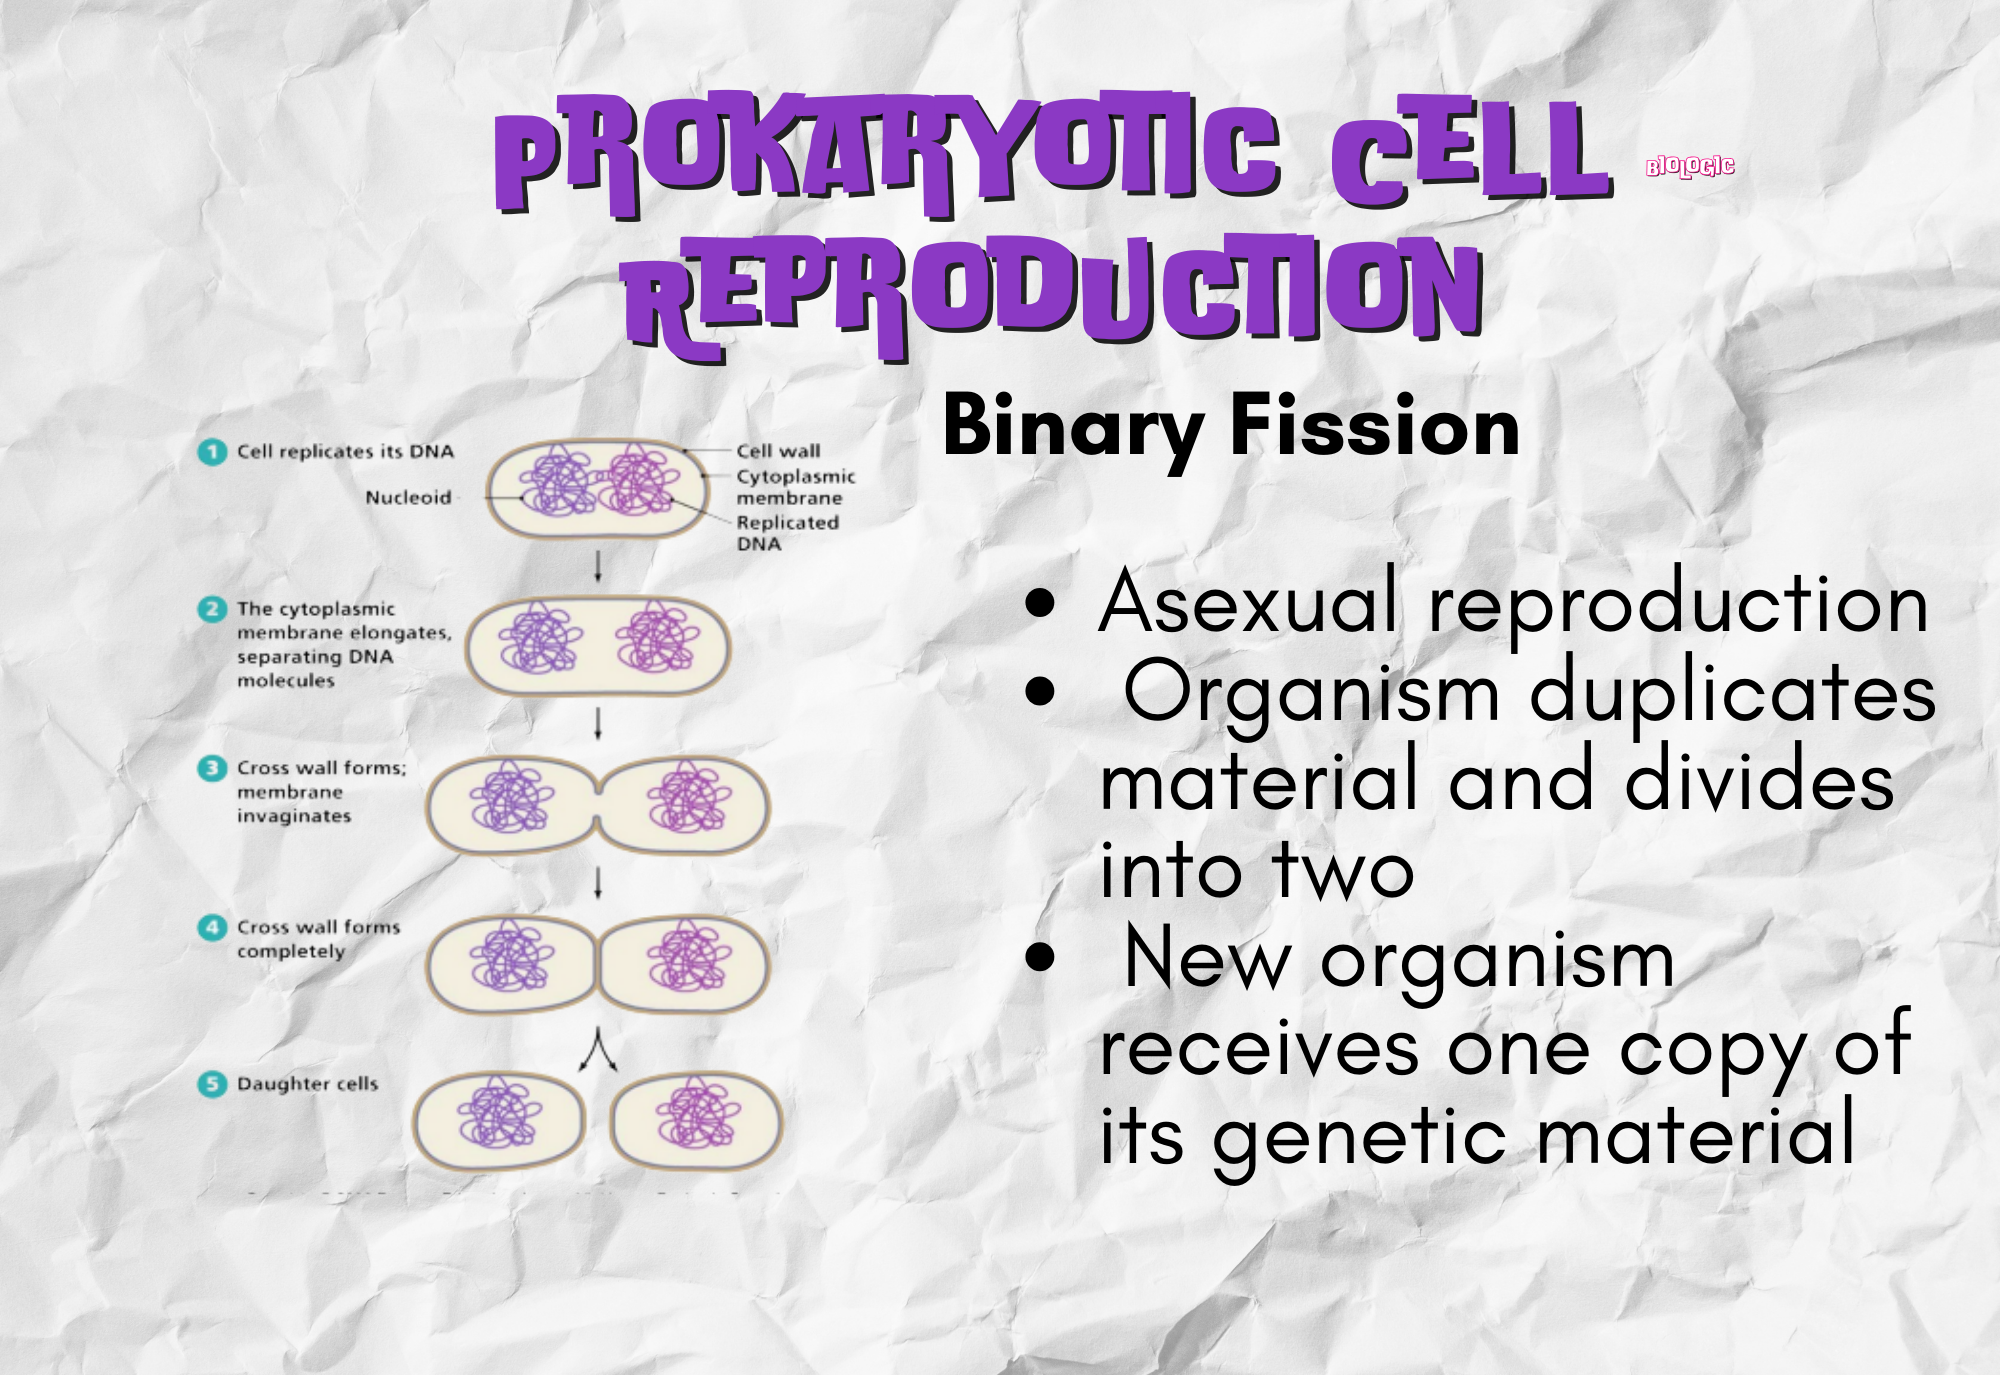 PROKARYOTIC CELL
BIOLOGIC
REPRODUCTION
Binary Fission
1 Cell replicates its DNA
Nucleoid
Cell wall
Cytoplasmic
membrane
Replicated
DNA
2 The cytoplasmic
membrane elongates,
separating DNA
molecules
3 Cross wall forms;
membrane
invaginates
4 Cross wall forms
completely
5 Daughter cells
• Asexual reproduction
• Organism duplicates
material and divides
into two
• New organism
receives one copy of
its genetic material